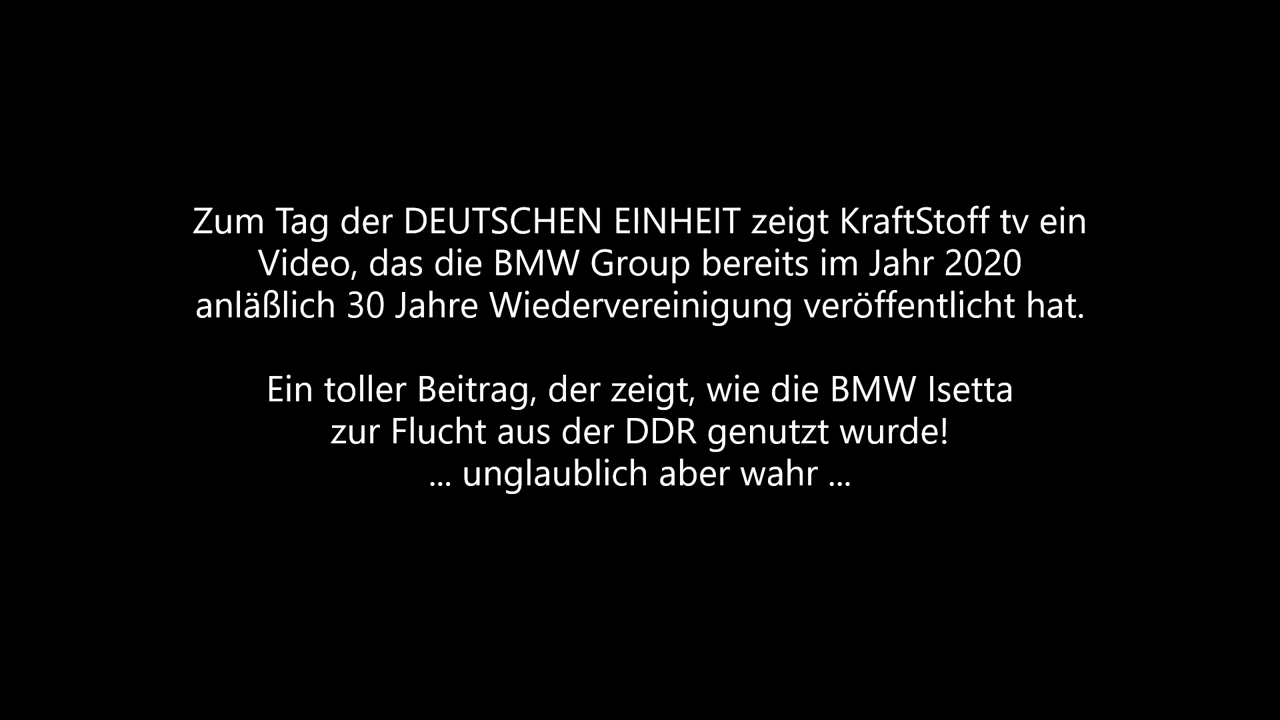 Zum Tag der DEUTSCHEN EINHEIT zeigt KraftStoff tv ein
Video, das die BMW Group bereits im Jahr 2020
anläßlich 30 Jahre Wiedervereinigung veröffentlicht hat.
Ein toller Beitrag, der zeigt, wie die BMW Isetta
zur Flucht aus der DDR genutzt wurde!
... unglaublich aber wahr ...